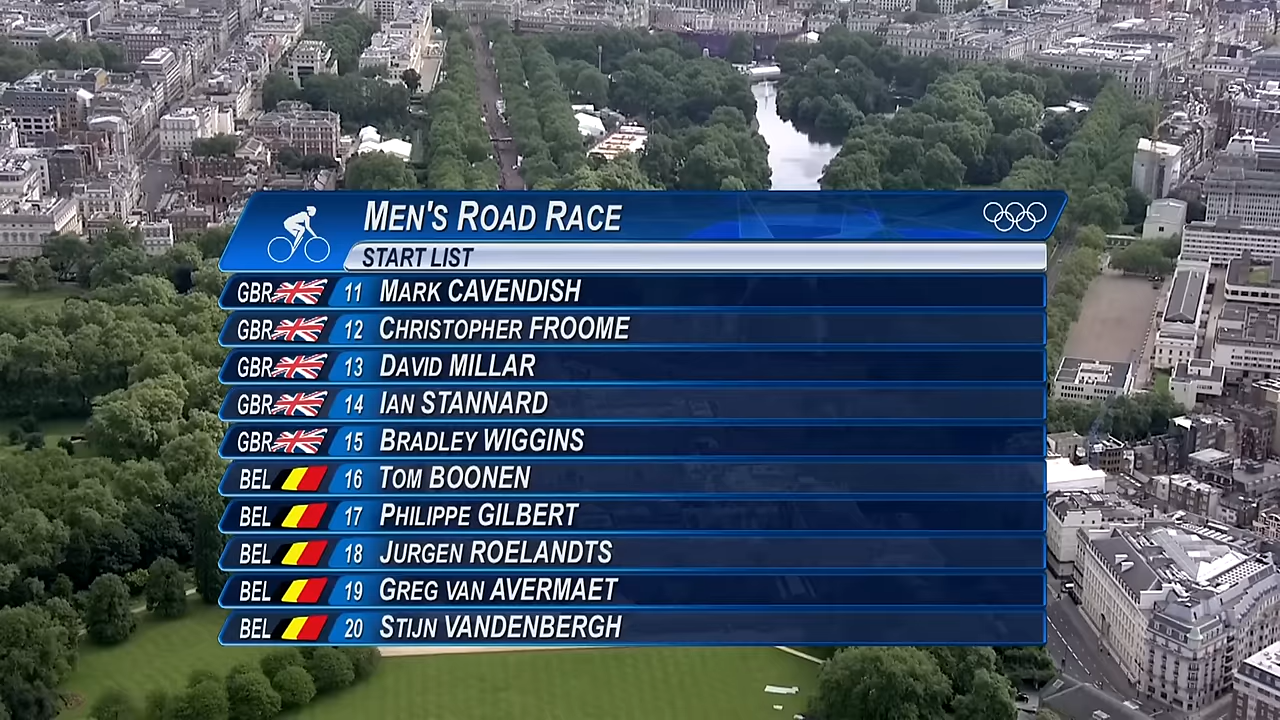 MEN'S ROAD RACE
START LIST
GBR 11 MARK CAVENDISH
GBR 12 CHRISTOPHER FROOME
GBR 13 DAVID MILLAR
GBR 14 IAN STANNARD
GBR 15 BRADLEY WIGGINS
BEL 16 TOM BOONEN
BEL 17 PHILIPPE GILBERT
BEL 18 JURGEN ROELANDTS
BEL 19 GREG VAN AVERMAET
BEL 20 STIJN VANDENBERGH